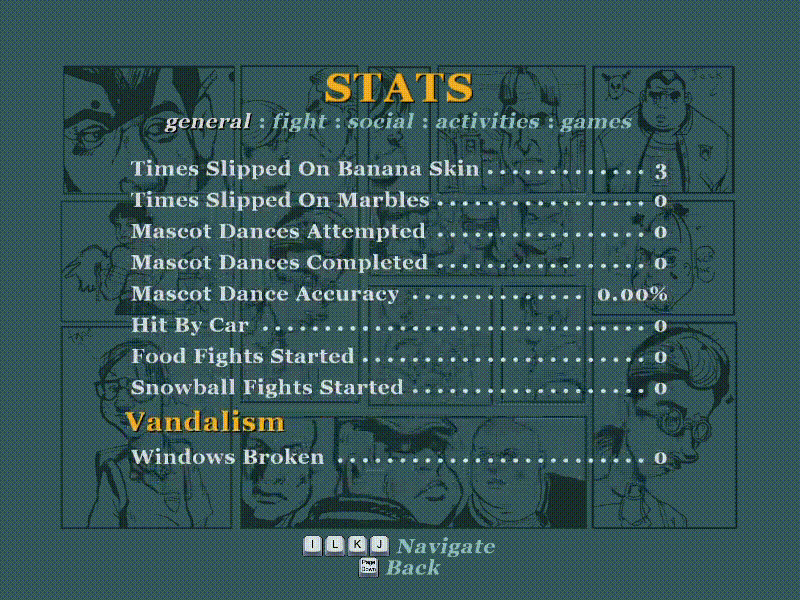 STATS
general : fight : social : activities : games
Times Slipped On Banana Skin ............. 3
Times Slipped On Marbles ................. 0
Mascot Dances Attempted ................. 0
Mascot Dances Completed ................. 0
Mascot Dance Accuracy .............. 0.00%
Hit By Car ............................... 0
Food Fights Started ....................... 0
Snowball Fights Started ................... 0
Vandalism
Windows Broken ......................... 0
I L K J Navigate
Page Down Back